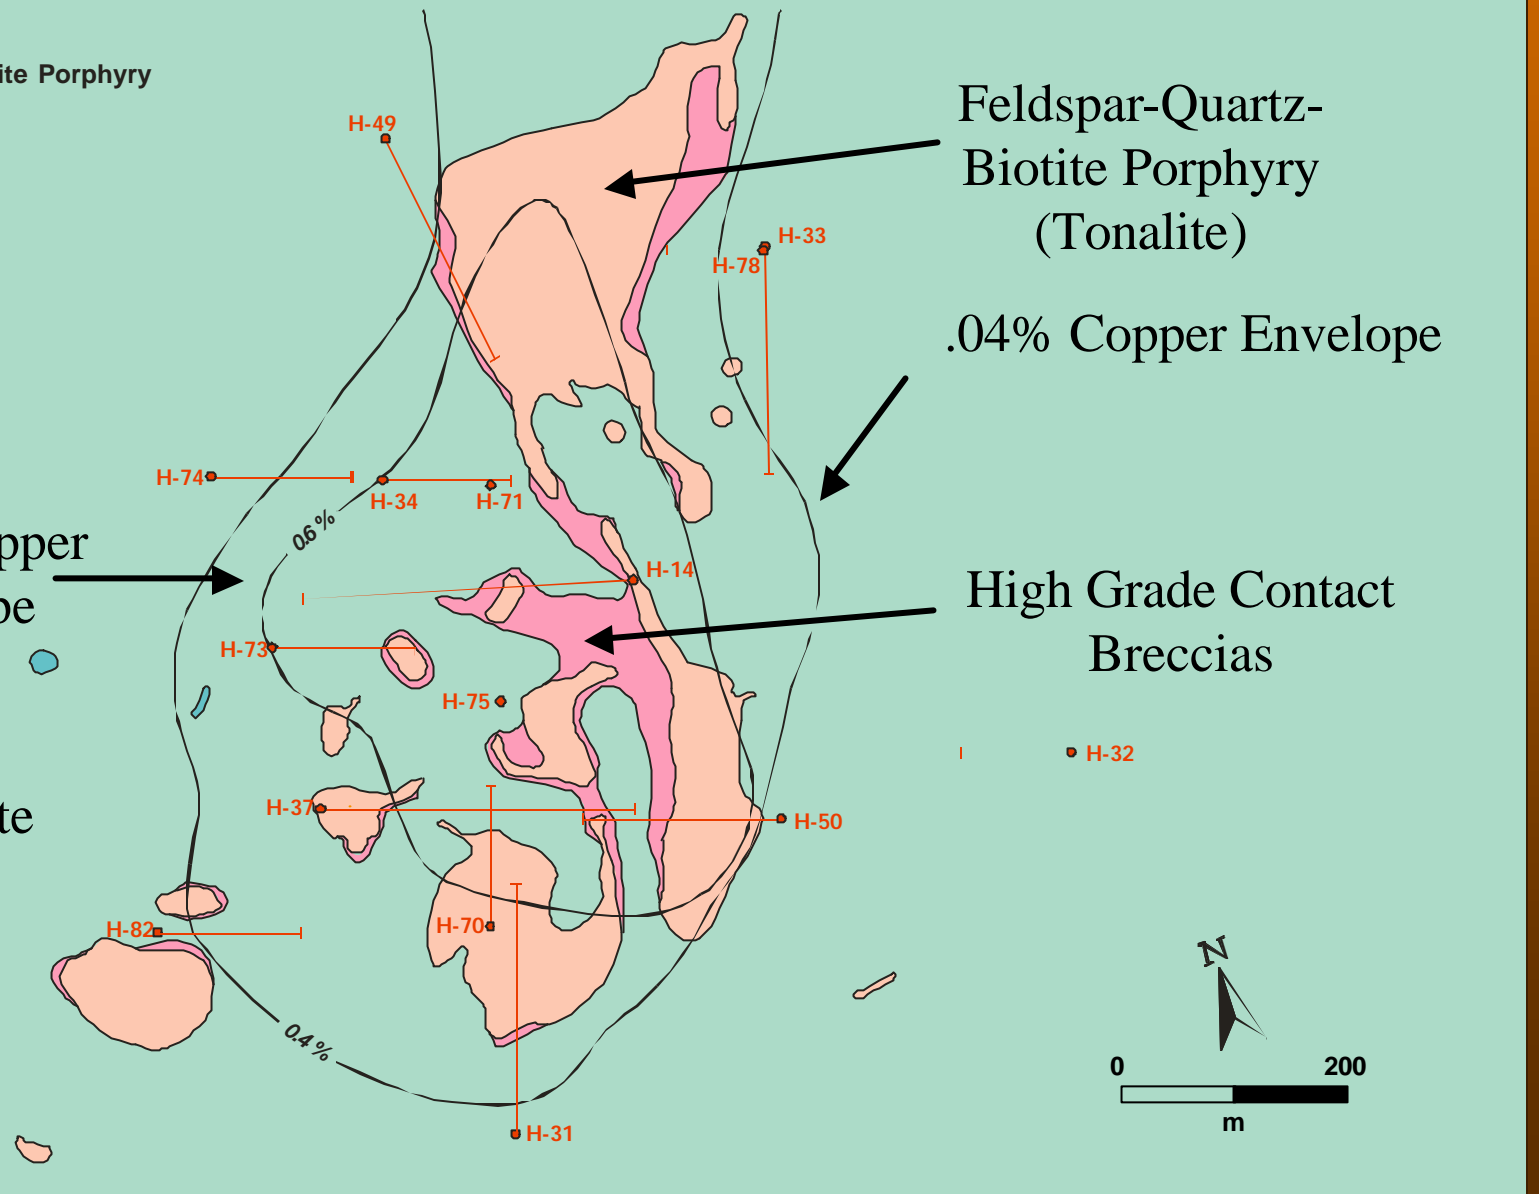 ite Porphyry
H-49
Feldspar-Quartz-
Biotite Porphyry
(Tonalite)
H-33
H-78
.04% Copper Envelope
H-74
H-34
H-71
0.6 %
pper
pe
H-14
High Grade Contact
Breccias
H-73
H-75
H-32
te
H-37
H-50
H-82
H-70
N
0.4 %
0
200
m
H-31